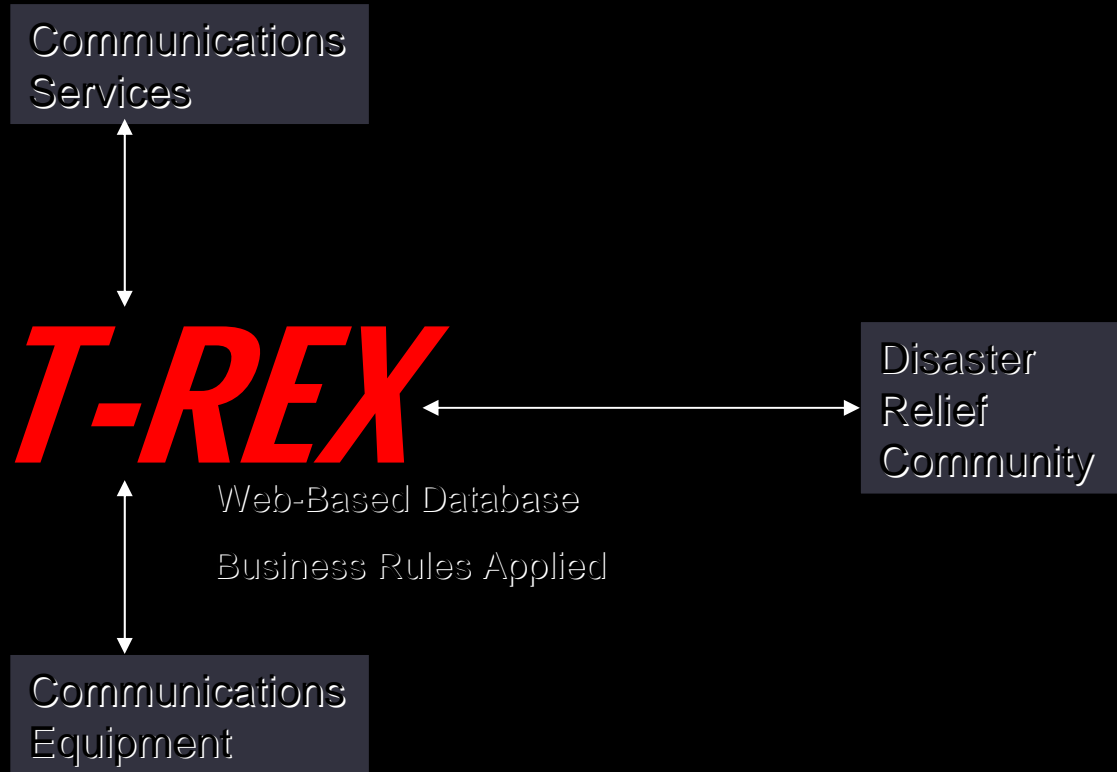 Communications
Services
T-REX
Disaster
Relief
Community
Web-Based Database
Business Rules Applied
Communications
Equipment